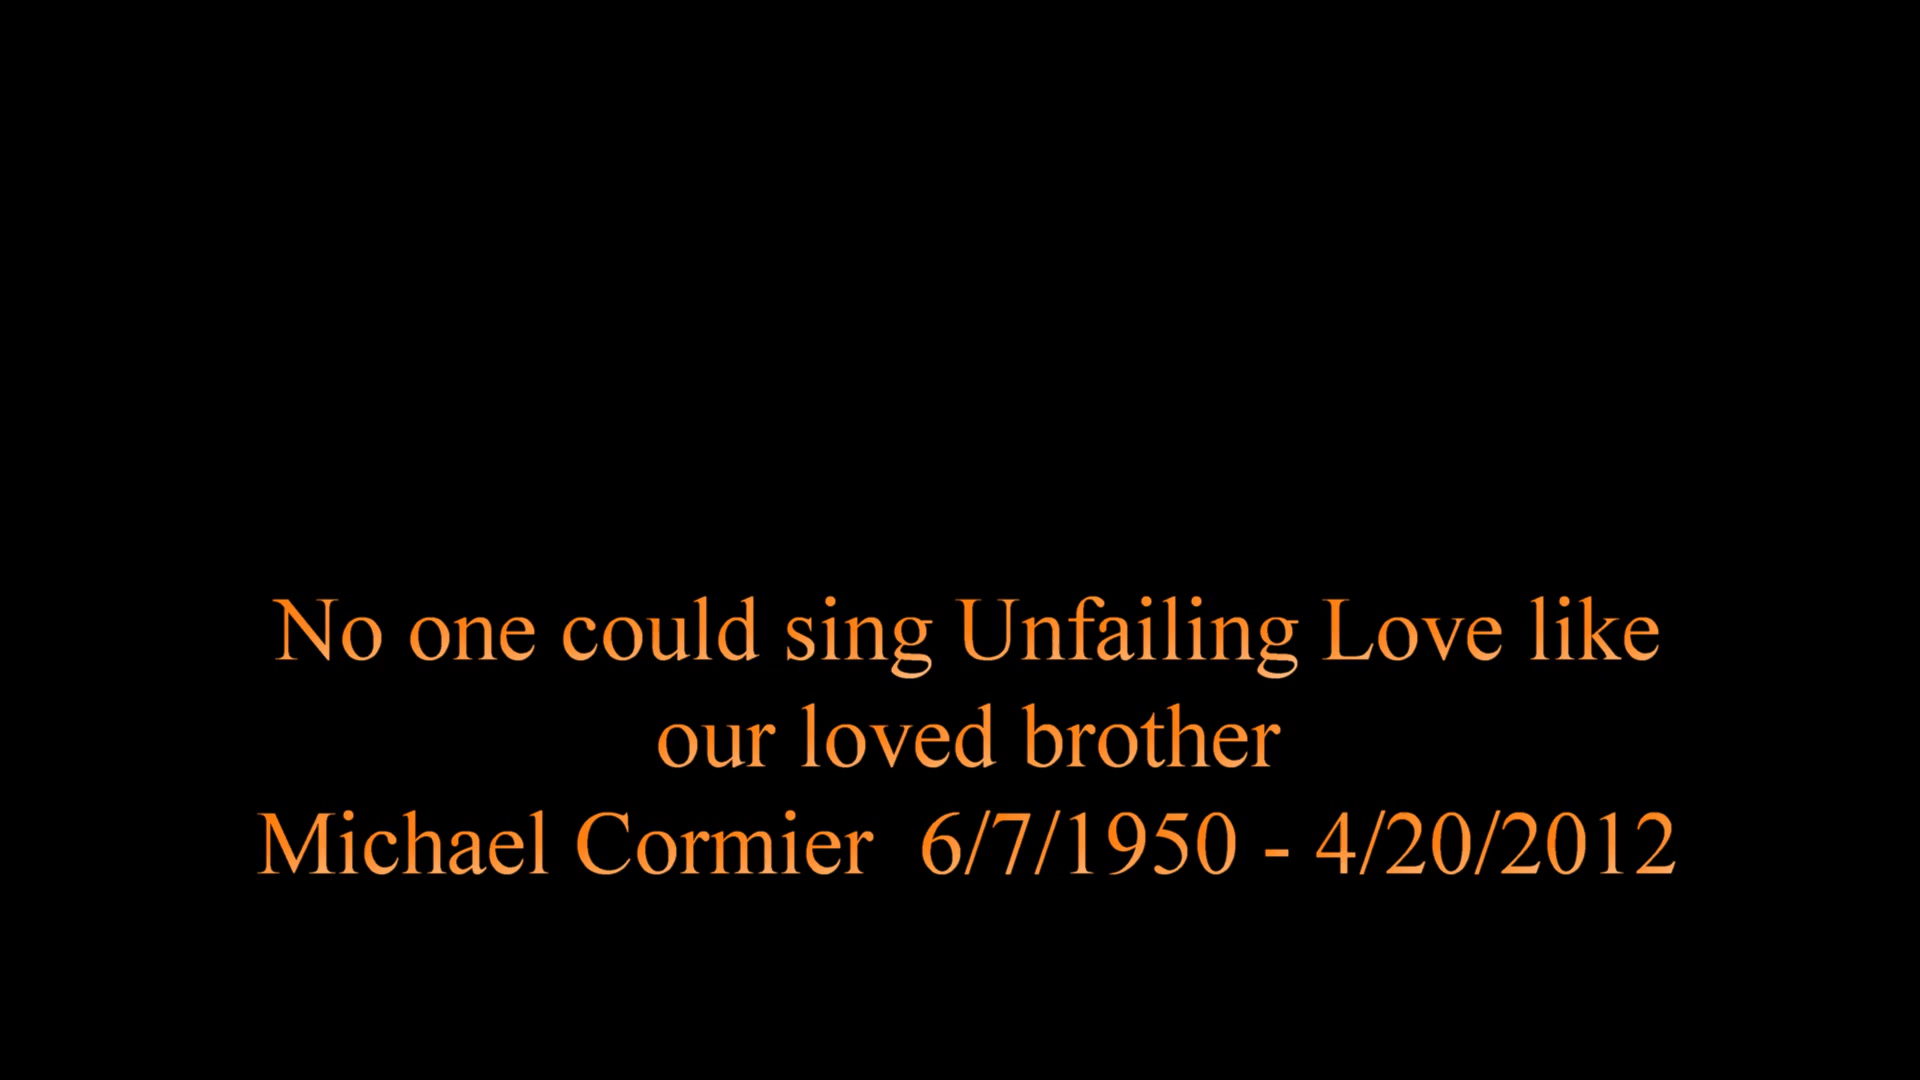 No one could sing Unfailing Love like
our loved brother
Michael Cormier  6/7/1950 - 4/20/2012